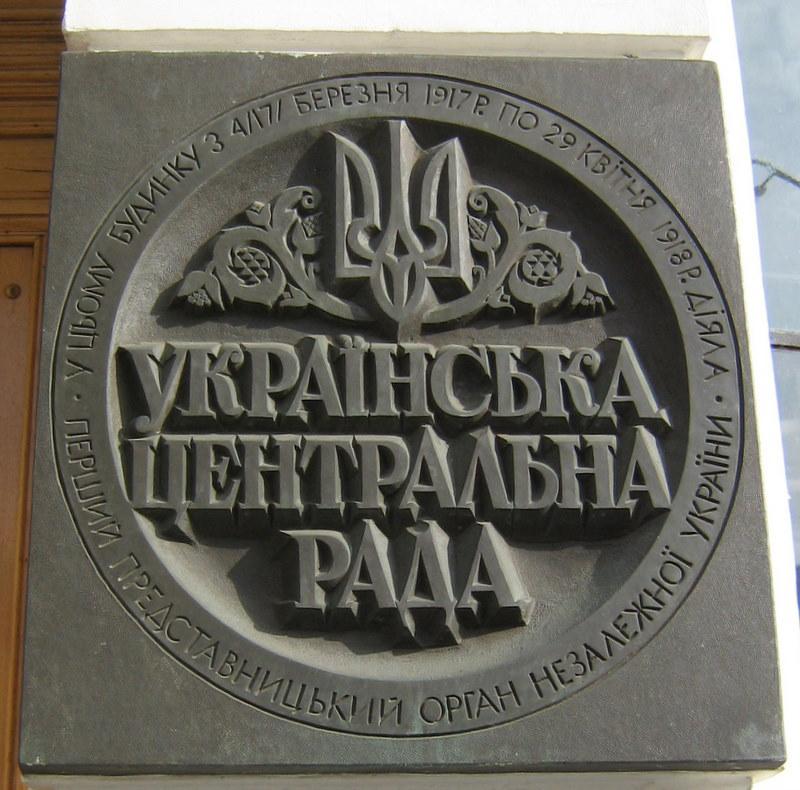 У ЦЬОМУ БУДИНКУ З 4/17/ БЕРЕЗНЯ 1917 Р. ПО 29 КВІТНЯ 1918 Р. ДІЯЛА
УКРАЇНСЬКА
ЦЕНТРАЛЬНА
РАДА
· ПЕРШИЙ ПРЕДСТАВНИЦЬКИЙ ОРГАН НЕЗАЛЕЖНОЇ УКРАЇНИ ·